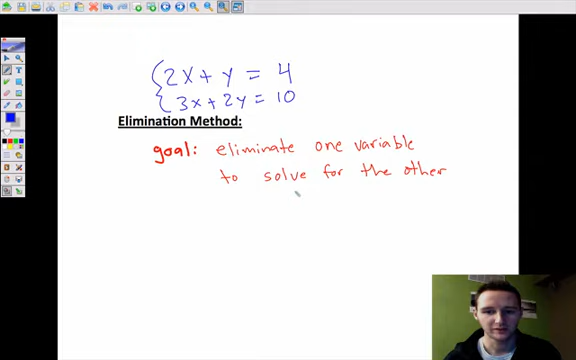 2x + y = 4
3x + 2y = 10
Elimination Method:
goal: eliminate one variable
to solve for the other